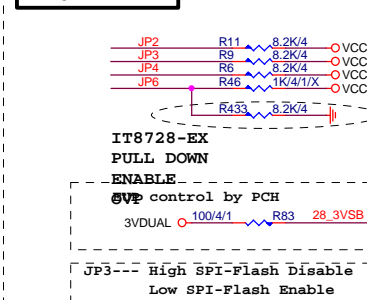 JP2 R11 8.2K/4 VCC
JP3 R9 8.2K/4 VCC
JP4 R6 8.2K/4 VCC
JP6 R46 1K/4/1/X VCC
R433 8.2K/4
IT8728-EX
PULL DOWN
ENABLE
OVP
control by PCH
3VDUAL 100/4/1 R83 28_3VSB
JP3--- High SPI-Flash Disable
Low SPI-Flash Enable